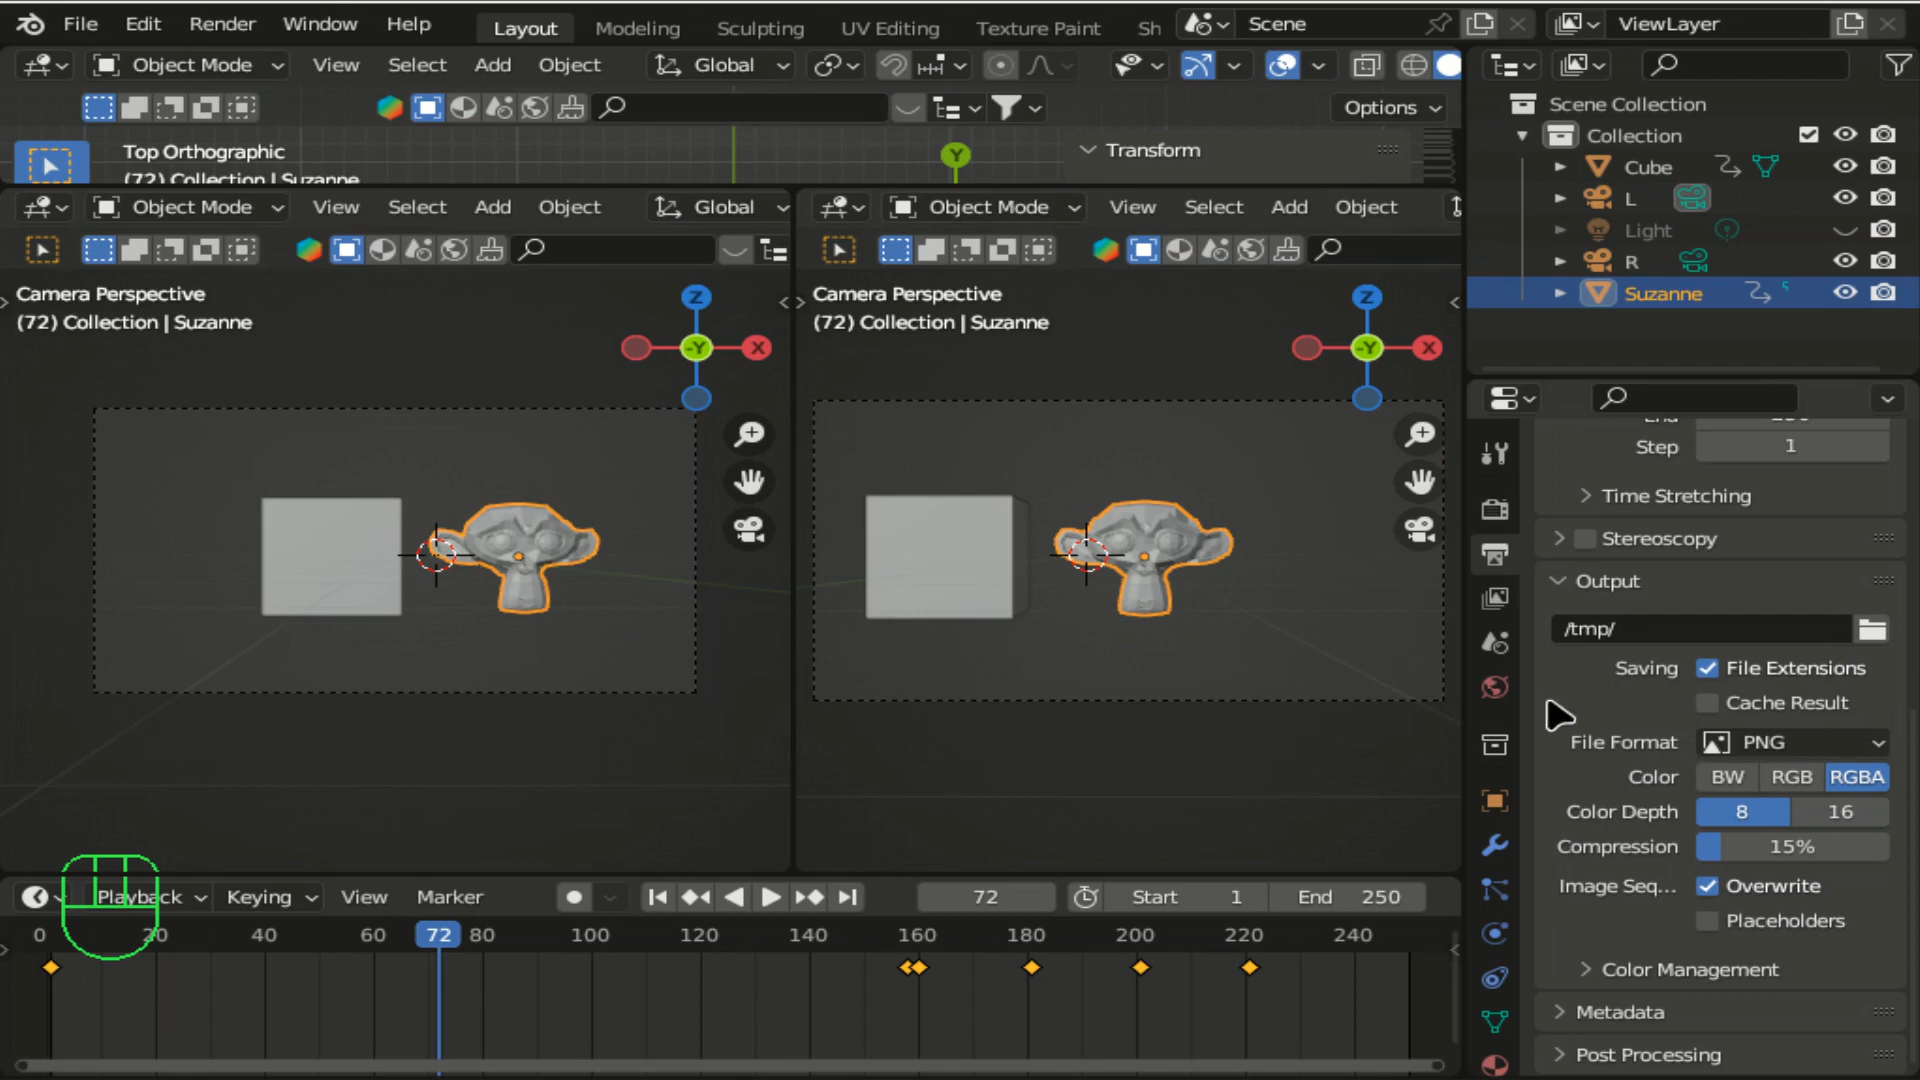 File Edit Render Window Help Layout Modeling Sculpting UV Editing Texture Paint Sh Scene ViewLayer
Object Mode View Select Add Object Global
Options
Top Orthographic
(72) Collection | Suzanne
Y
Transform
Object Mode View Select Add Object Global
Camera Perspective
(72) Collection | Suzanne
Z
-Y
X
Object Mode View Select Add Object
Camera Perspective
(72) Collection | Suzanne
Z
-Y
X
Scene Collection
Collection
Cube
L
Light
R
Suzanne
Step 1
Time Stretching
Stereoscopy
Output
/tmp/
Saving File Extensions
Cache Result
File Format PNG
Color BW RGB RGBA
Color Depth 8 16
Compression 15%
Image Seq... Overwrite
Placeholders
Color Management
Metadata
Post Processing
Playback Keying View Marker 72 Start 1 End 250
0 20 40 60 72 80 100 120 140 160 180 200 220 240